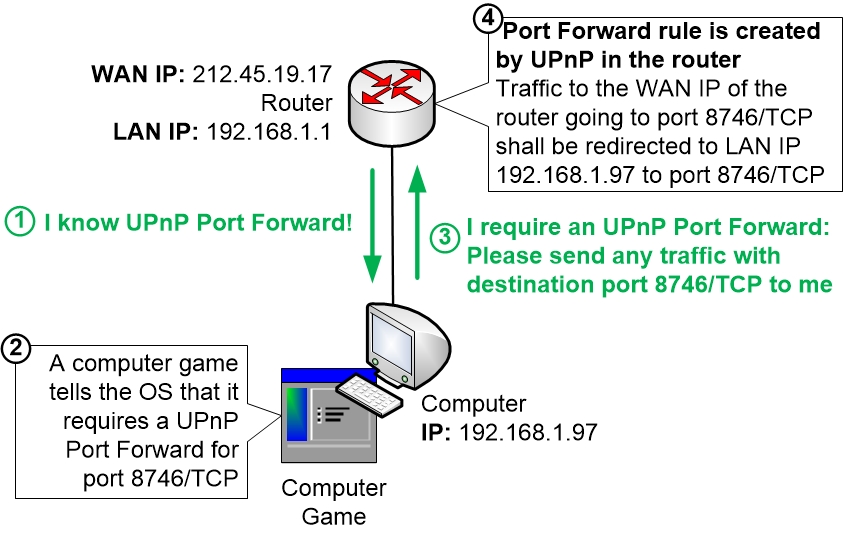 WAN IP: 212.45.19.17
Router
LAN IP: 192.168.1.1
4
Port Forward rule is created
by UPnP in the router
Traffic to the WAN IP of the
router going to port 8746/TCP
shall be redirected to LAN IP
192.168.1.97 to port 8746/TCP
1 I know UPnP Port Forward!
3
I require an UPnP Port Forward:
Please send any traffic with
destination port 8746/TCP to me
2
A computer game
tells the OS that it
requires a UPnP
Port Forward for
port 8746/TCP
Computer
IP: 192.168.1.97
Computer
Game